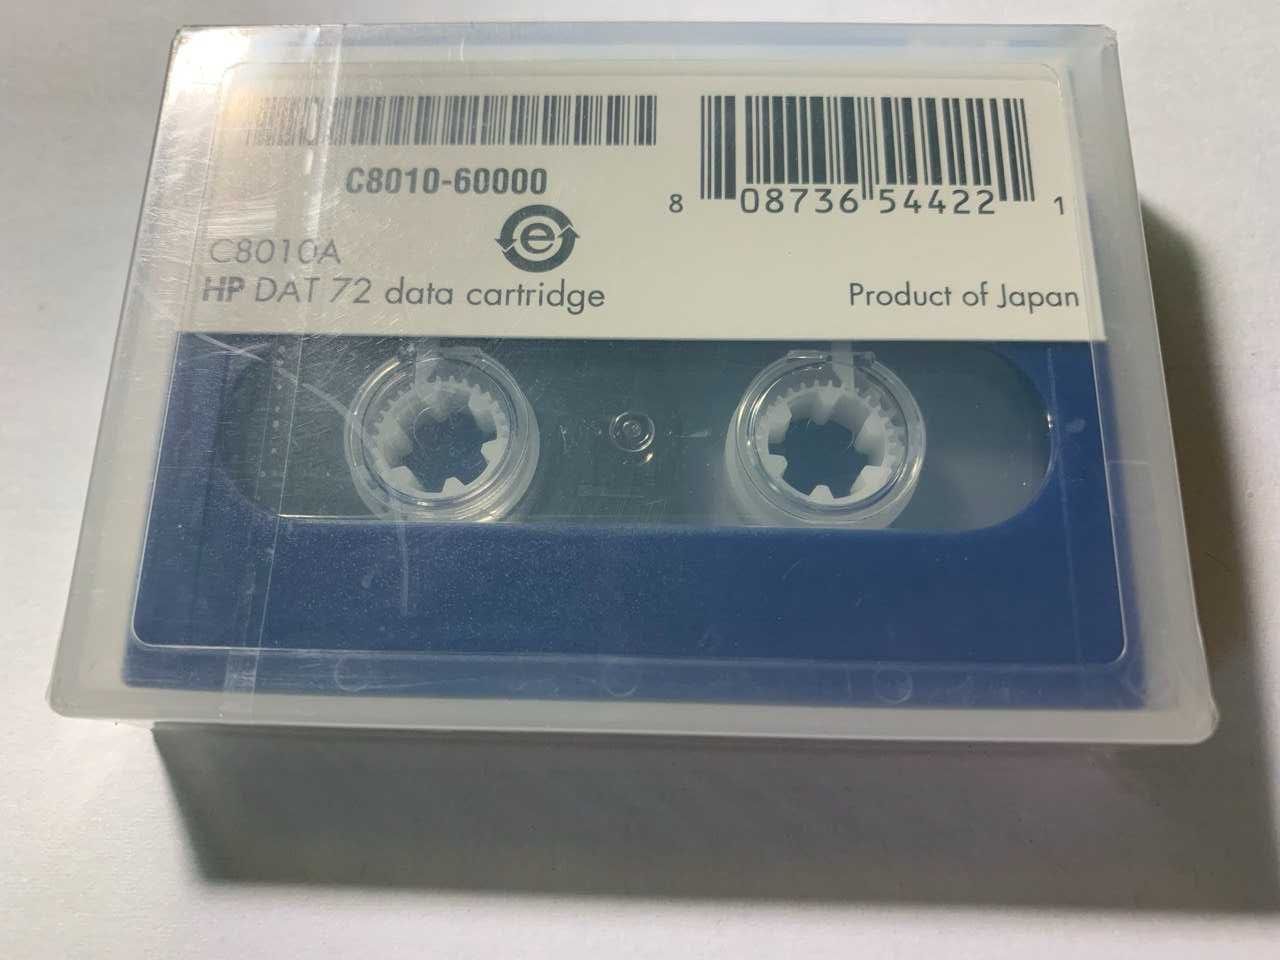 C8010-60000
8 08736 54422 1
e
C8010A
HP DAT 72 data cartridge
Product of Japan